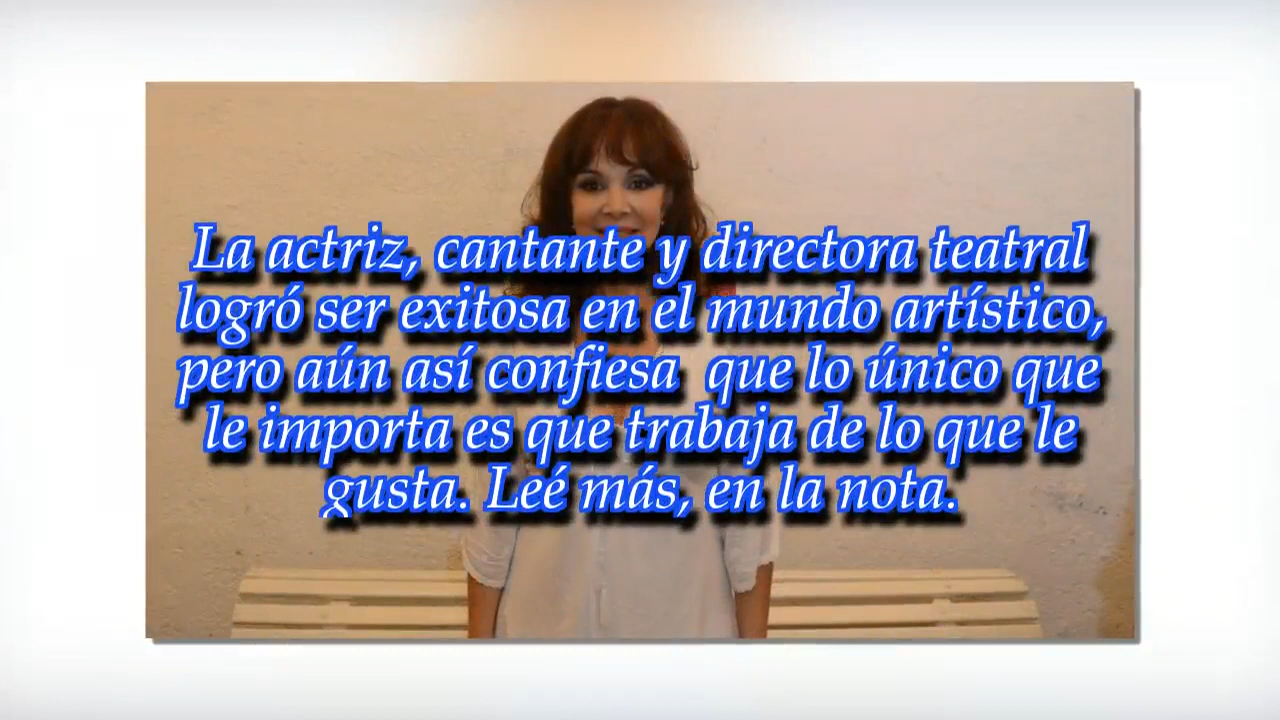 La actriz, cantante y directora teatral
logró ser exitosa en el mundo artístico,
pero aún así confiesa  que lo único que
le importa es que trabaja de lo que le
gusta. Leé más, en la nota.